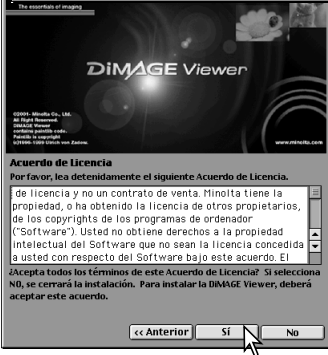 The essentials of imaging
DiMAGE Viewer
©2001- Minolta Co., Ltd.
All Right Reserved.
DiMAGE Viewer
contains paintlib code.
Paintlib is copyright
(c)1996-1999 Ulrich von Zadow.
www.minolta.com
Acuerdo de Licencia
Por favor, lea detenidamente el siguiente Acuerdo de Licencia.
de licencia y no un contrato de venta. Minolta tiene la
propiedad, o ha obtenido la licencia de otros propietarios,
de los copyrights de los programas de ordenador
("Software"). Usted no obtiene derechos a la propiedad
intelectual del Software que no sean la licencia concedida
a usted con respecto del Software bajo este acuerdo. El
¿Acepta todos los términos de este Acuerdo de Licencia? Si selecciona
NO, se cerrará la instalación. Para instalar la DiMAGE Viewer, deberá
aceptar este acuerdo.
<< Anterior Sí No